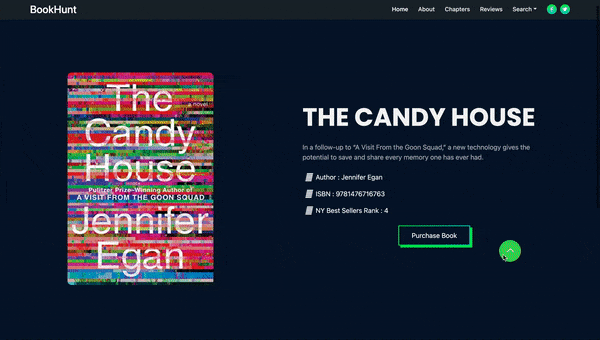 BookHunt
Home About Chapters Reviews Search
The
a novel
Candy
House
Pulitzer Prize–Winning Author of
A VISIT FROM THE GOON SQUAD
Jennifer
Egan
THE CANDY HOUSE
In a follow-up to “A Visit From the Goon Squad,” a new technology gives the
potential to save and share every memory one has ever had.
Author : Jennifer Egan
ISBN : 9781476716763
NY Best Sellers Rank : 4
Purchase Book